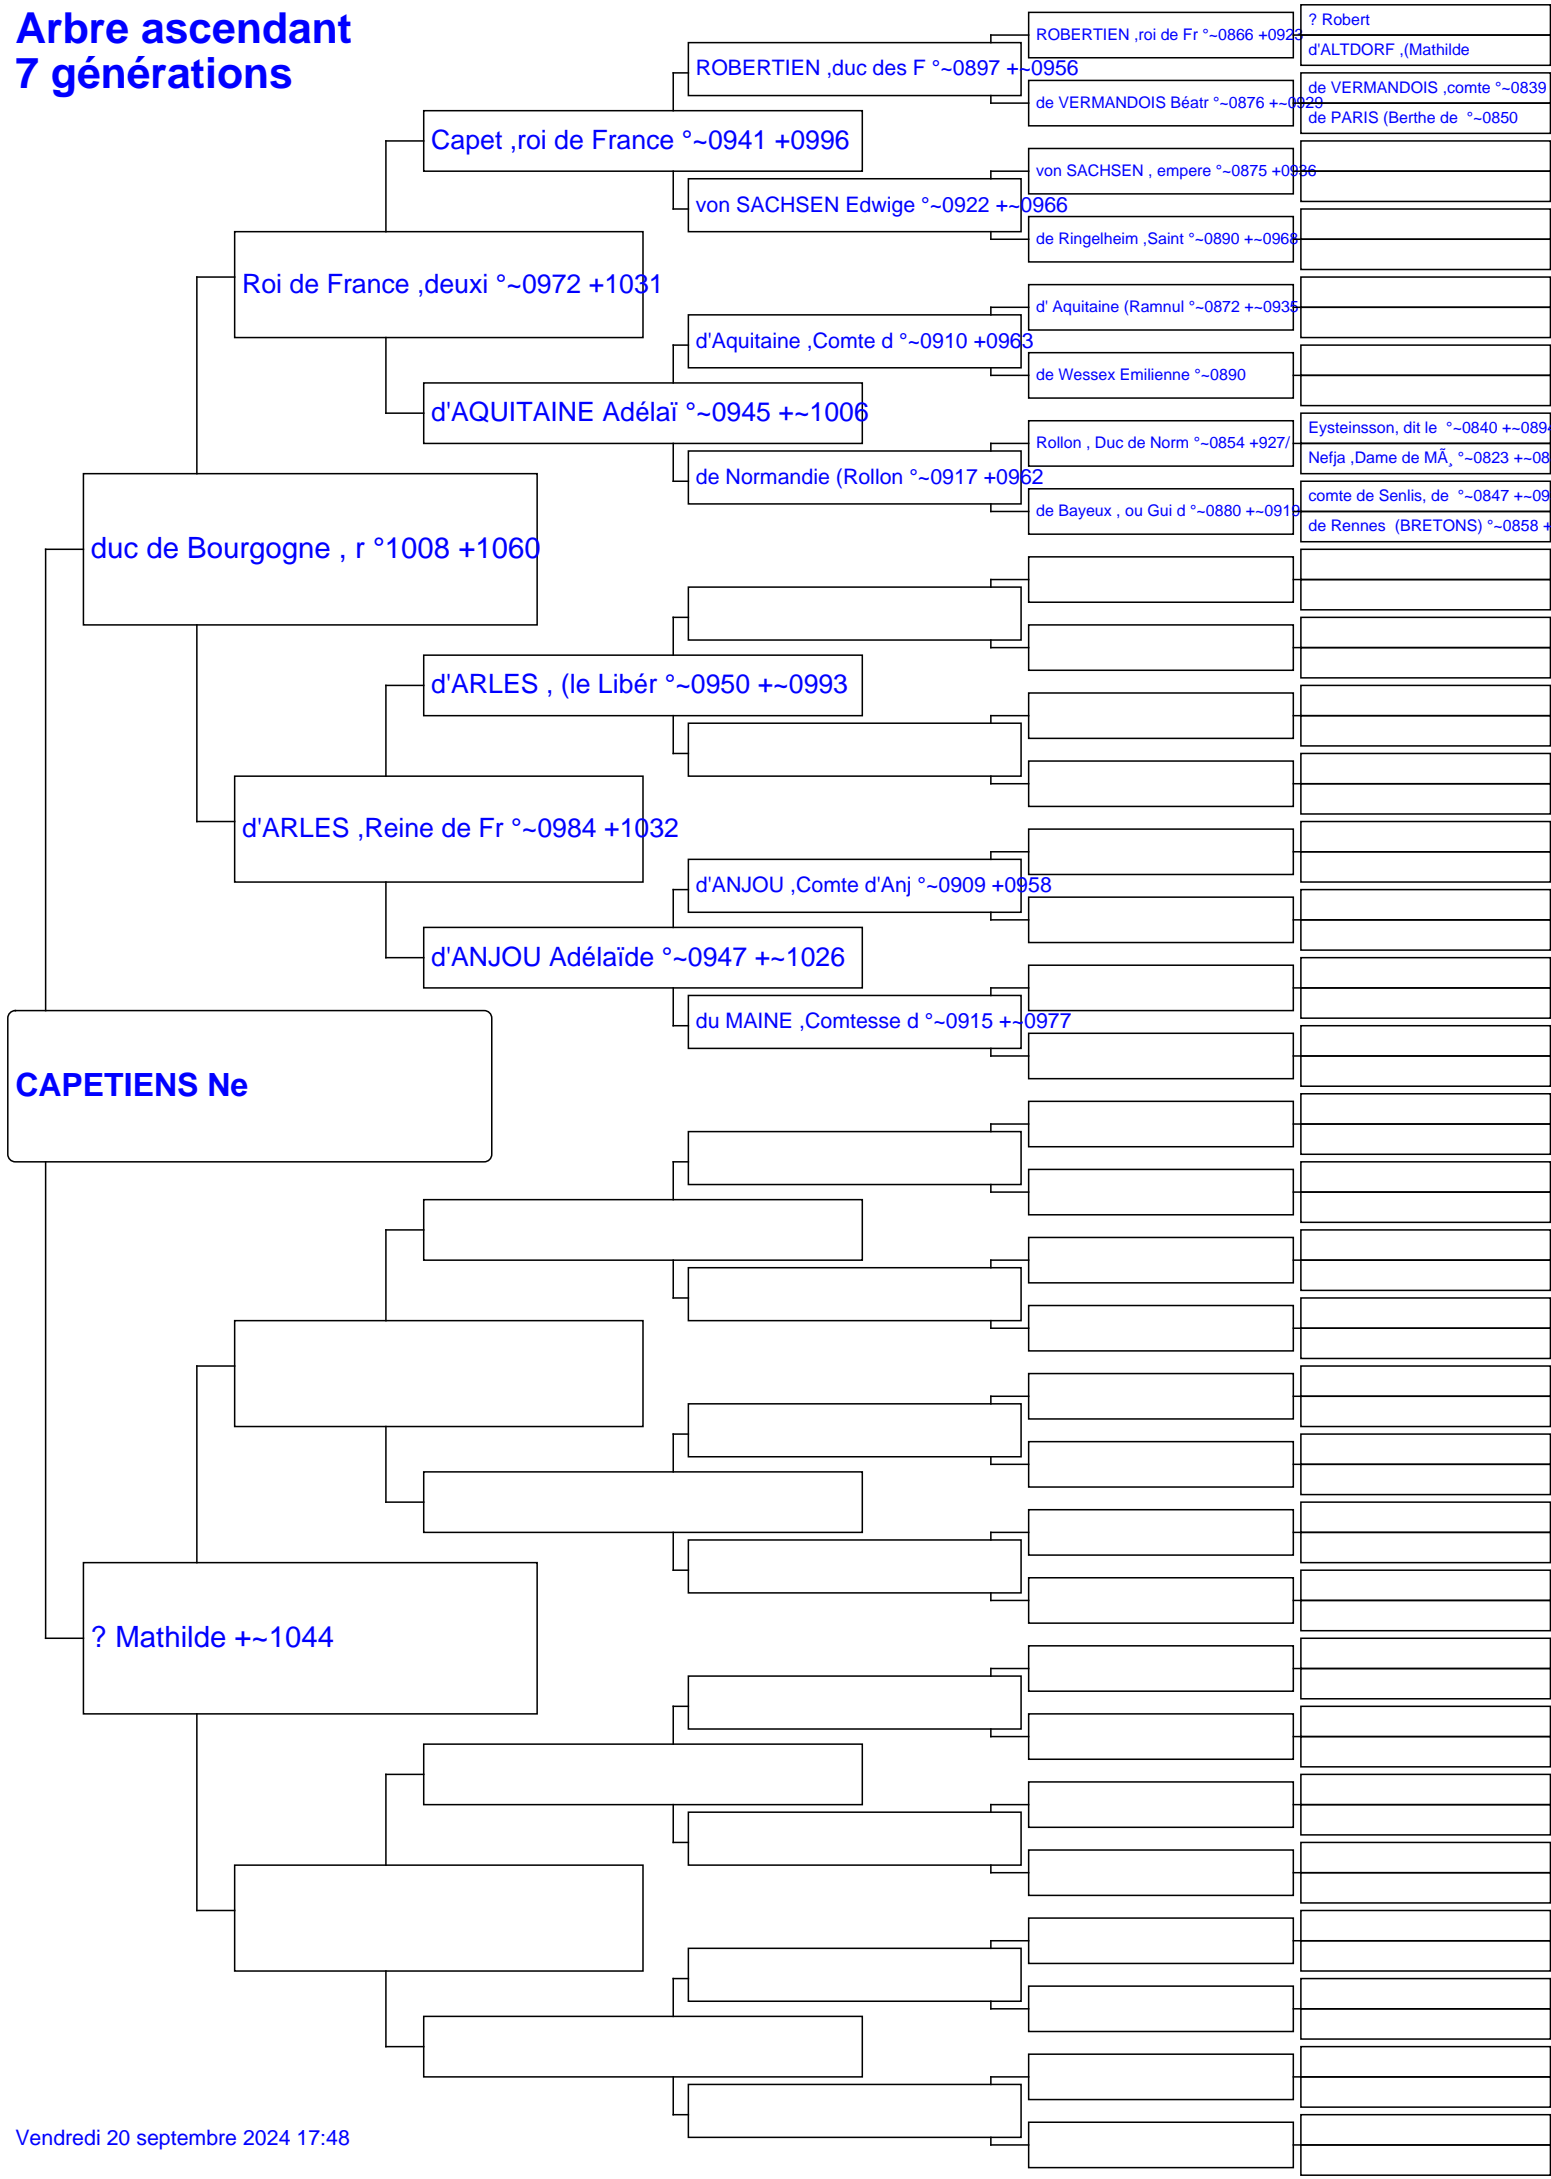 Arbre ascendant
7 générations
ROBERTIEN ,roi de Fr °~0866 +0923
? Robert
d'ALTDORF ,(Mathilde
ROBERTIEN ,duc des F °~0897 +~0956
de VERMANDOIS Béatr °~0876 +~0929
de VERMANDOIS ,comte °~0839
de PARIS (Berthe de °~0850
Capet ,roi de France °~0941 +0996
von SACHSEN , empere °~0875 +0936
von SACHSEN Edwige °~0922 +~0966
de Ringelheim ,Saint °~0890 +~0968
Roi de France ,deuxi °~0972 +1031
d' Aquitaine (Ramnul °~0872 +~0935
d'Aquitaine ,Comte d °~0910 +0963
de Wessex Emilienne °~0890
d'AQUITAINE Adélaï °~0945 +~1006
Rollon , Duc de Norm °~0854 +927/
Eysteinsson, dit le °~0840 +~0894
Nefja ,Dame de MÃ¸ °~0823 +~08
de Normandie (Rollon °~0917 +0962
de Bayeux , ou Gui d °~0880 +~0919
comte de Senlis, de °~0847 +~09
de Rennes (BRETONS) °~0858 +
duc de Bourgogne , r °1008 +1060
d'ARLES , (le Libér °~0950 +~0993
d'ARLES ,Reine de Fr °~0984 +1032
d'ANJOU ,Comte d'Anj °~0909 +0958
d'ANJOU Adélaïde °~0947 +~1026
du MAINE ,Comtesse d °~0915 +~0977
CAPETIENS Ne
? Mathilde +~1044
Vendredi 20 septembre 2024 17:48